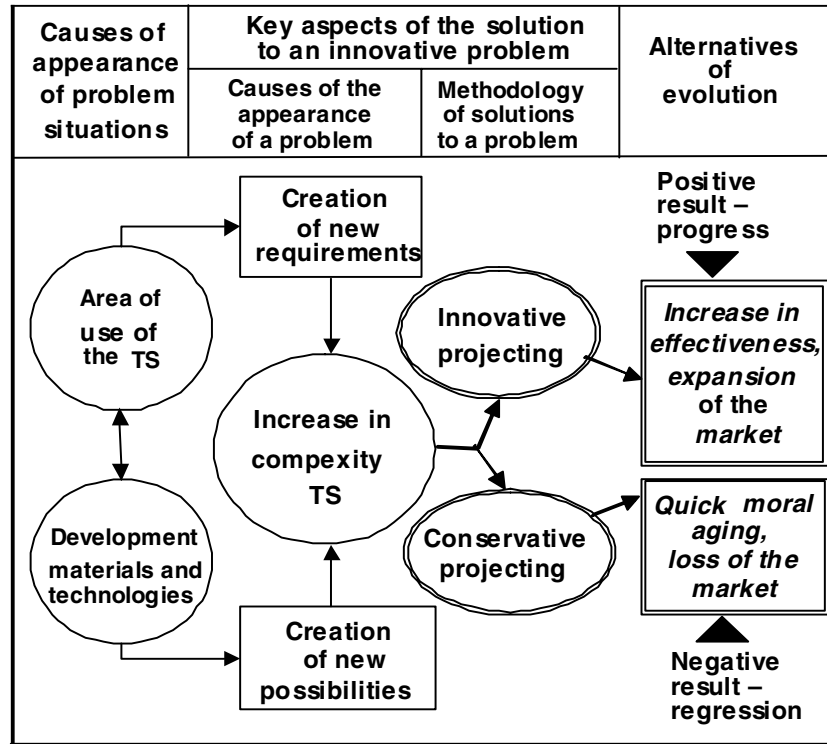 Causes of
appearance
of problem
situations
Key aspects of the solution
to an innovative problem
Causes of the
appearance
of a problem
Methodology
of solutions
to a problem
Alternatives
of
evolution
Creation
of new
requirements
Area of
use of
the TS
Increase in
compexity
TS
Development
materials and
technologies
Creation
of new
possibilities
Innovative
projecting
Conservative
projecting
Positive
result –
progress
Increase in
effectiveness,
expansion
of the
market
Quick moral
aging,
loss of the
market
Negative
result –
regression